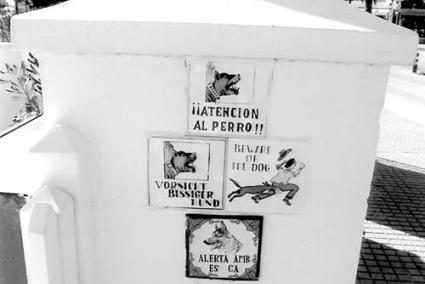 ¡¡ATENCION
AL PERRO!!
VORSICHT
BISSIGER
HUND
BEWARE
OF
THE DOG
ALERTA AMB
ES CA